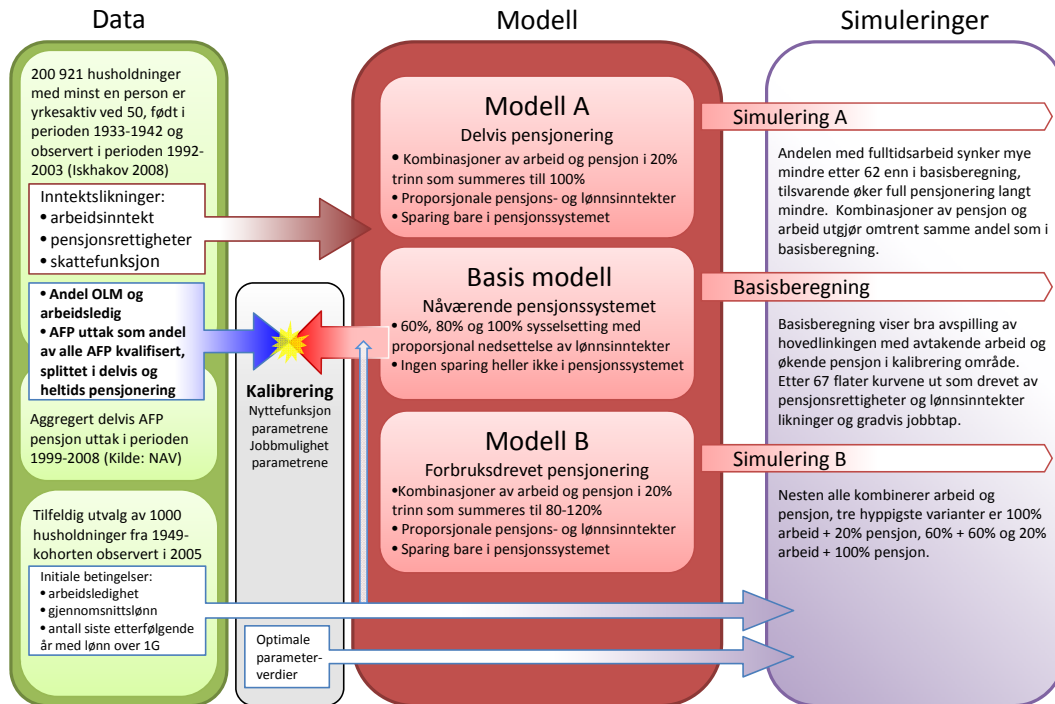 Data
200 921 husholdninger
med minst en person er
yrkesaktiv ved 50, født i
perioden 1933-1942 og
observert i perioden 1992-
2003 (Iskhakov 2008)
Inntektslikninger:
• arbeidsinntekt
• pensjonsrettigheter
• skattefunksjon
• Andel OLM og
arbeidsledig
• AFP uttak som andel
av alle AFP kvalifisert,
splittet i delvis og
heltids pensjonering
Aggregert delvis AFP
pensjon uttak i perioden
1999-2008 (Kilde: NAV)
Tilfeldig utvalg av 1000
husholdninger fra 1949-
kohorten observert i 2005
Initiale betingelser:
• arbeidsledighet
• gjennomsnittslønn
• antall siste etterfølgende
år med lønn over 1G
Kalibrering
Nyttefunksjon
parametrene
Jobbmulighet
parametrene
Optimale
parameter-
verdier
Modell
Modell A
Delvis pensjonering
• Kombinasjoner av arbeid og pensjon i 20%
trinn som summeres till 100%
• Proporsjonale pensjons- og lønnsinntekter
• Sparing bare i pensjonssystemet
Basis modell
Nåværende pensjonssystemet
• 60%, 80% og 100% sysselsetting med
proporsjonal nedsettelse av lønnsinntekter
• Ingen sparing heller ikke i pensjonssystemet
Modell B
Forbruksdrevet pensjonering
•Kombinasjoner av arbeid og pensjon i 20%
trinn som summeres til 80-120%
• Proporsjonale pensjons- og lønnsinntekter
• Sparing bare i pensjonssystemet
Simuleringer
Simulering A
Andelen med fulltidsarbeid synker mye
mindre etter 62 enn i basisberegning,
tilsvarende øker full pensjonering langt
mindre. Kombinasjoner av pensjon og
arbeid utgjør omtrent samme andel som i
basisberegning.
Basisberegning
Basisberegning viser bra avspilling av
hovedlinkingen med avtakende arbeid og
økende pensjon i kalibrering område.
Etter 67 flater kurvene ut som drevet av
pensjonsrettigheter og lønnsinntekter
likninger og gradvis jobbtap.
Simulering B
Nesten alle kombinerer arbeid og
pensjon, tre hyppigste varianter er 100%
arbeid + 20% pensjon, 60% + 60% og 20%
arbeid + 100% pensjon.